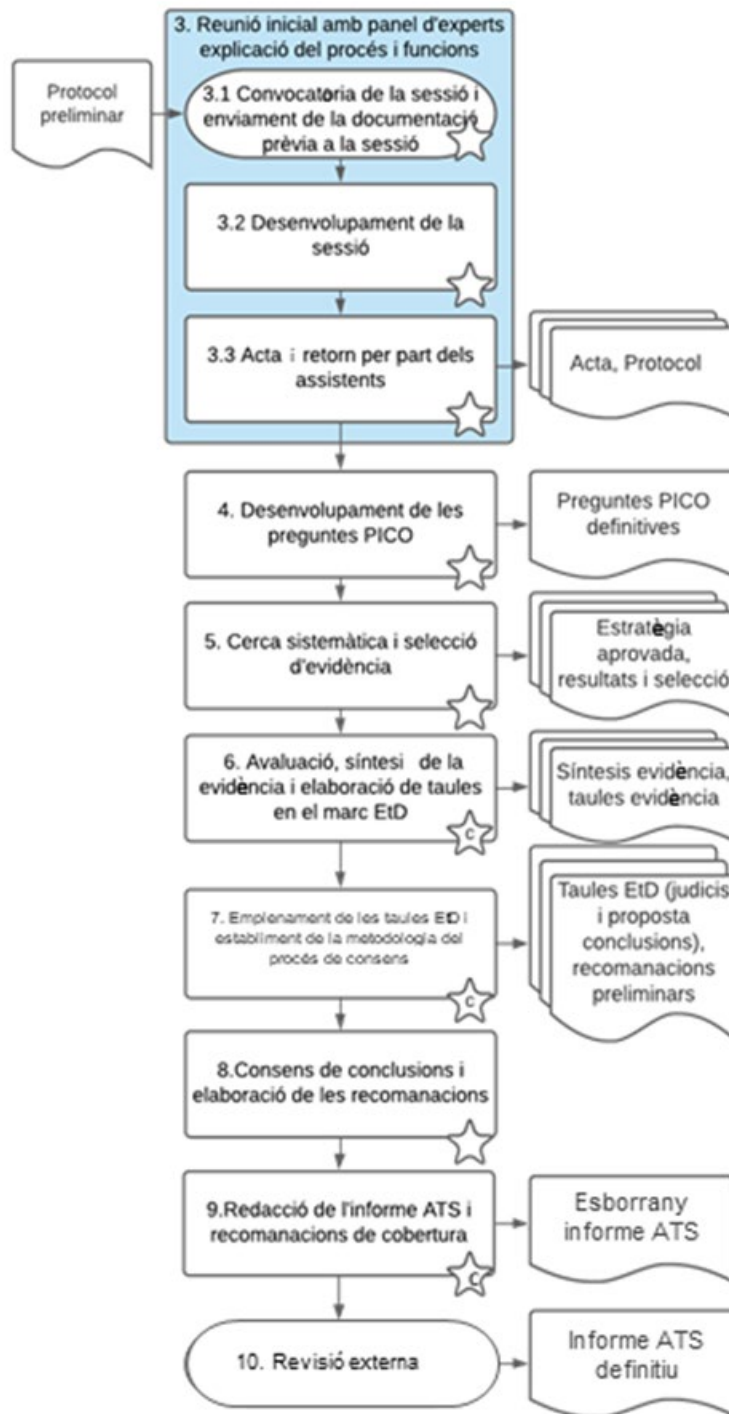 3. Reunió inicial amb panel d'experts
explicació del procés i funcions
Protocol
preliminar
3.1 Convocatòria de la sessió i
enviament de la documentació
prèvia a la sessió
3.2 Desenvolupament de la
sessió
3.3 Acta i retorn per part dels
assistents
Acta, Protocol
4. Desenvolupament de les
preguntes PICO
Preguntes PICO
definitives
5. Cerca sistemàtica i selecció
d'evidència
Estratègia
aprovada,
resultats i selecció
6. Avaluació, síntesi de la
evidència i elaboració de taules
en el marc EtD
c
Síntesis evidència,
taules evidència
7. Emplenament de les taules EtD i
establiment de la metodologia del
procés de consens
c
Taules EtD (judicis
i proposta
conclusions),
recomanacions
preliminars
8.Consens de conclusions i
elaboració de les recomanacions
9.Redacció de l'informe ATS i
recomanacions de cobertura
c
Esborrany
informe ATS
10. Revisió externa
Informe ATS
definitiu